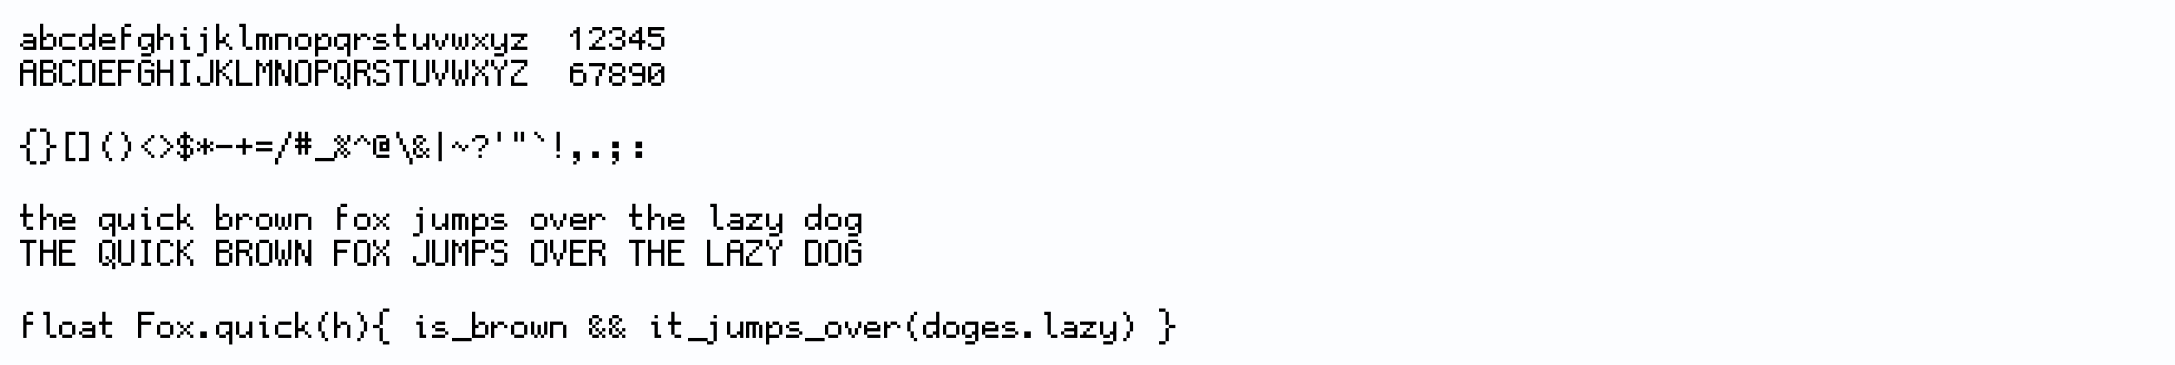 abcdefghijklmnopqrstuvwxyz  12345
ABCDEFGHIJKLMNOPQRSTUVWXYZ  67890
{}[]()<>$*-+=/#_%^@\&|~?'"`!,.;:
the quick brown fox jumps over the lazy dog
THE QUICK BROWN FOX JUMPS OVER THE LAZY DOG
float Fox.quick(h){ is_brown && it_jumps_over(doges.lazy) }